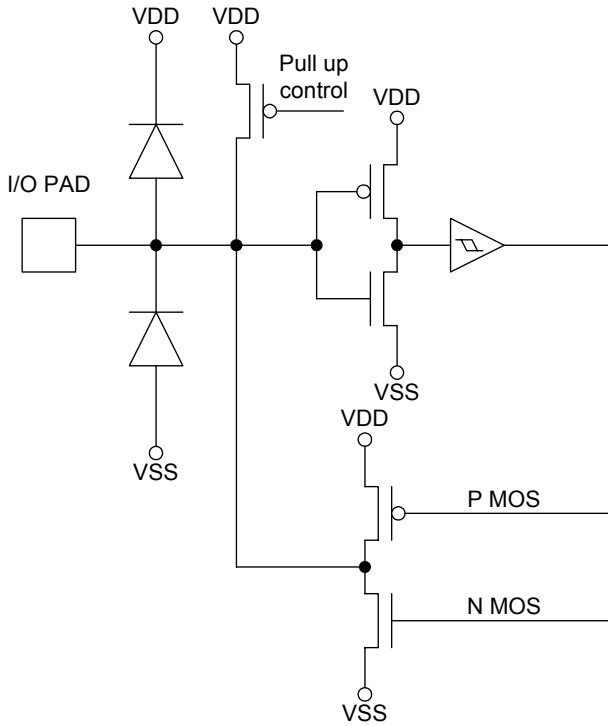 VDD
VDD
Pull up
control
VDD
I/O PAD
VSS
VSS
VDD
P MOS
N MOS
VSS